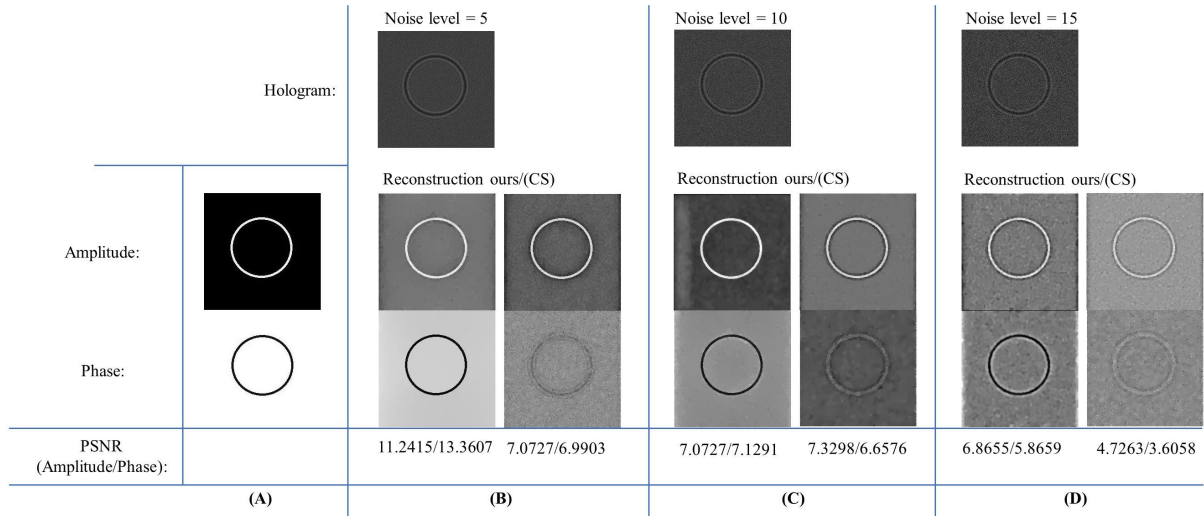 Noise level = 5
Noise level = 10
Noise level = 15
Hologram:
Reconstruction ours/(CS)
Reconstruction ours/(CS)
Reconstruction ours/(CS)
Amplitude:
Phase:
PSNR
(Amplitude/Phase):
11.2415/13.3607
7.0727/6.9903
7.0727/7.1291
7.3298/6.6576
6.8655/5.8659
4.7263/3.6058
(A)
(B)
(C)
(D)